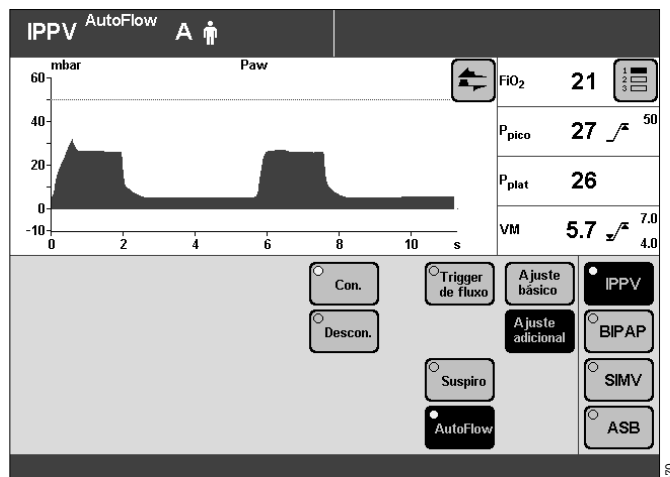 IPPV AutoFlow A
mbar Paw
60
40
20
0
-10
0 2 4 6 8 10 s
FiO2 21
1
2
3
Ppico 27 50
Pplat 26
VM 5.7 7.0
4.0
Con.
Trigger
de fluxo
Ajuste
básico
IPPV
Descon.
Ajuste
adicional
BIPAP
Suspiro
SIMV
AutoFlow
ASB